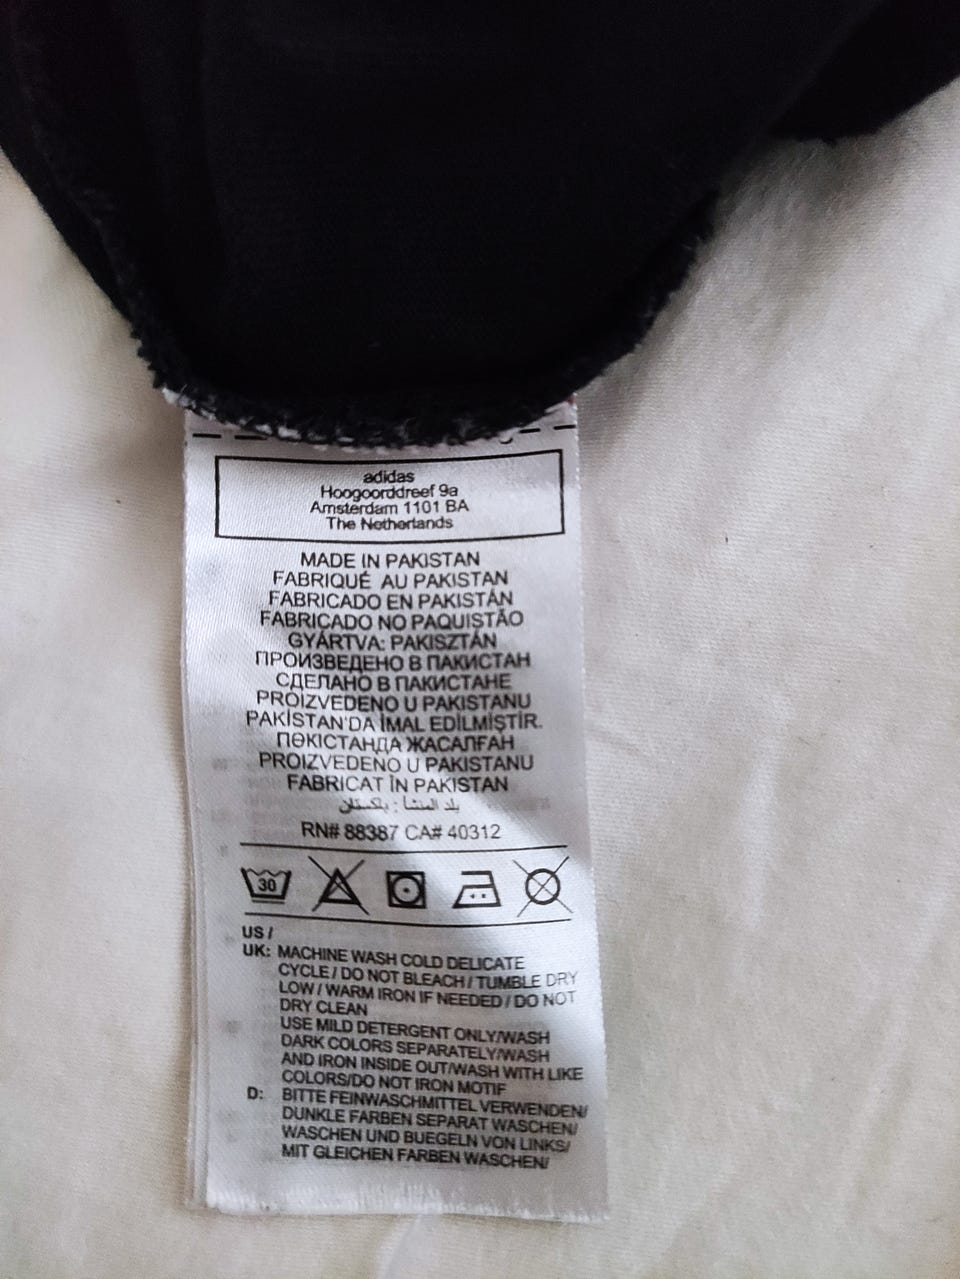 adidas
Hoogoorddreef 9a
Amsterdam 1101 BA
The Netherlands
MADE IN PAKISTAN
FABRIQUÉ AU PAKISTAN
FABRICADO EN PAKISTÁN
FABRICADO NO PAQUISTÃO
GYÁRTVA: PAKISZTÁN
ПРОИЗВЕДЕНО В ПАКИСТАН
СДЕЛАНО В ПАКИСТАНЕ
PROIZVEDENO U PAKISTANU
PAKİSTAN'DA İMAL EDİLMİŞTİR.
ПӘКІСТАНДА ЖАСАЛҒАН
PROIZVEDENO U PAKISTANU
FABRICAT ÎN PAKISTAN
بلد المنشأ : باكستان
RN# 88387 CA# 40312
30
US /
UK: MACHINE WASH COLD DELICATE
CYCLE / DO NOT BLEACH / TUMBLE DRY
LOW / WARM IRON IF NEEDED / DO NOT
DRY CLEAN
USE MILD DETERGENT ONLY/WASH
DARK COLORS SEPARATELY/WASH
AND IRON INSIDE OUT/WASH WITH LIKE
COLORS/DO NOT IRON MOTIF
D: BITTE FEINWASCHMITTEL VERWENDEN/
DUNKLE FARBEN SEPARAT WASCHEN/
WASCHEN UND BUEGELN VON LINKS/
MIT GLEICHEN FARBEN WASCHEN/